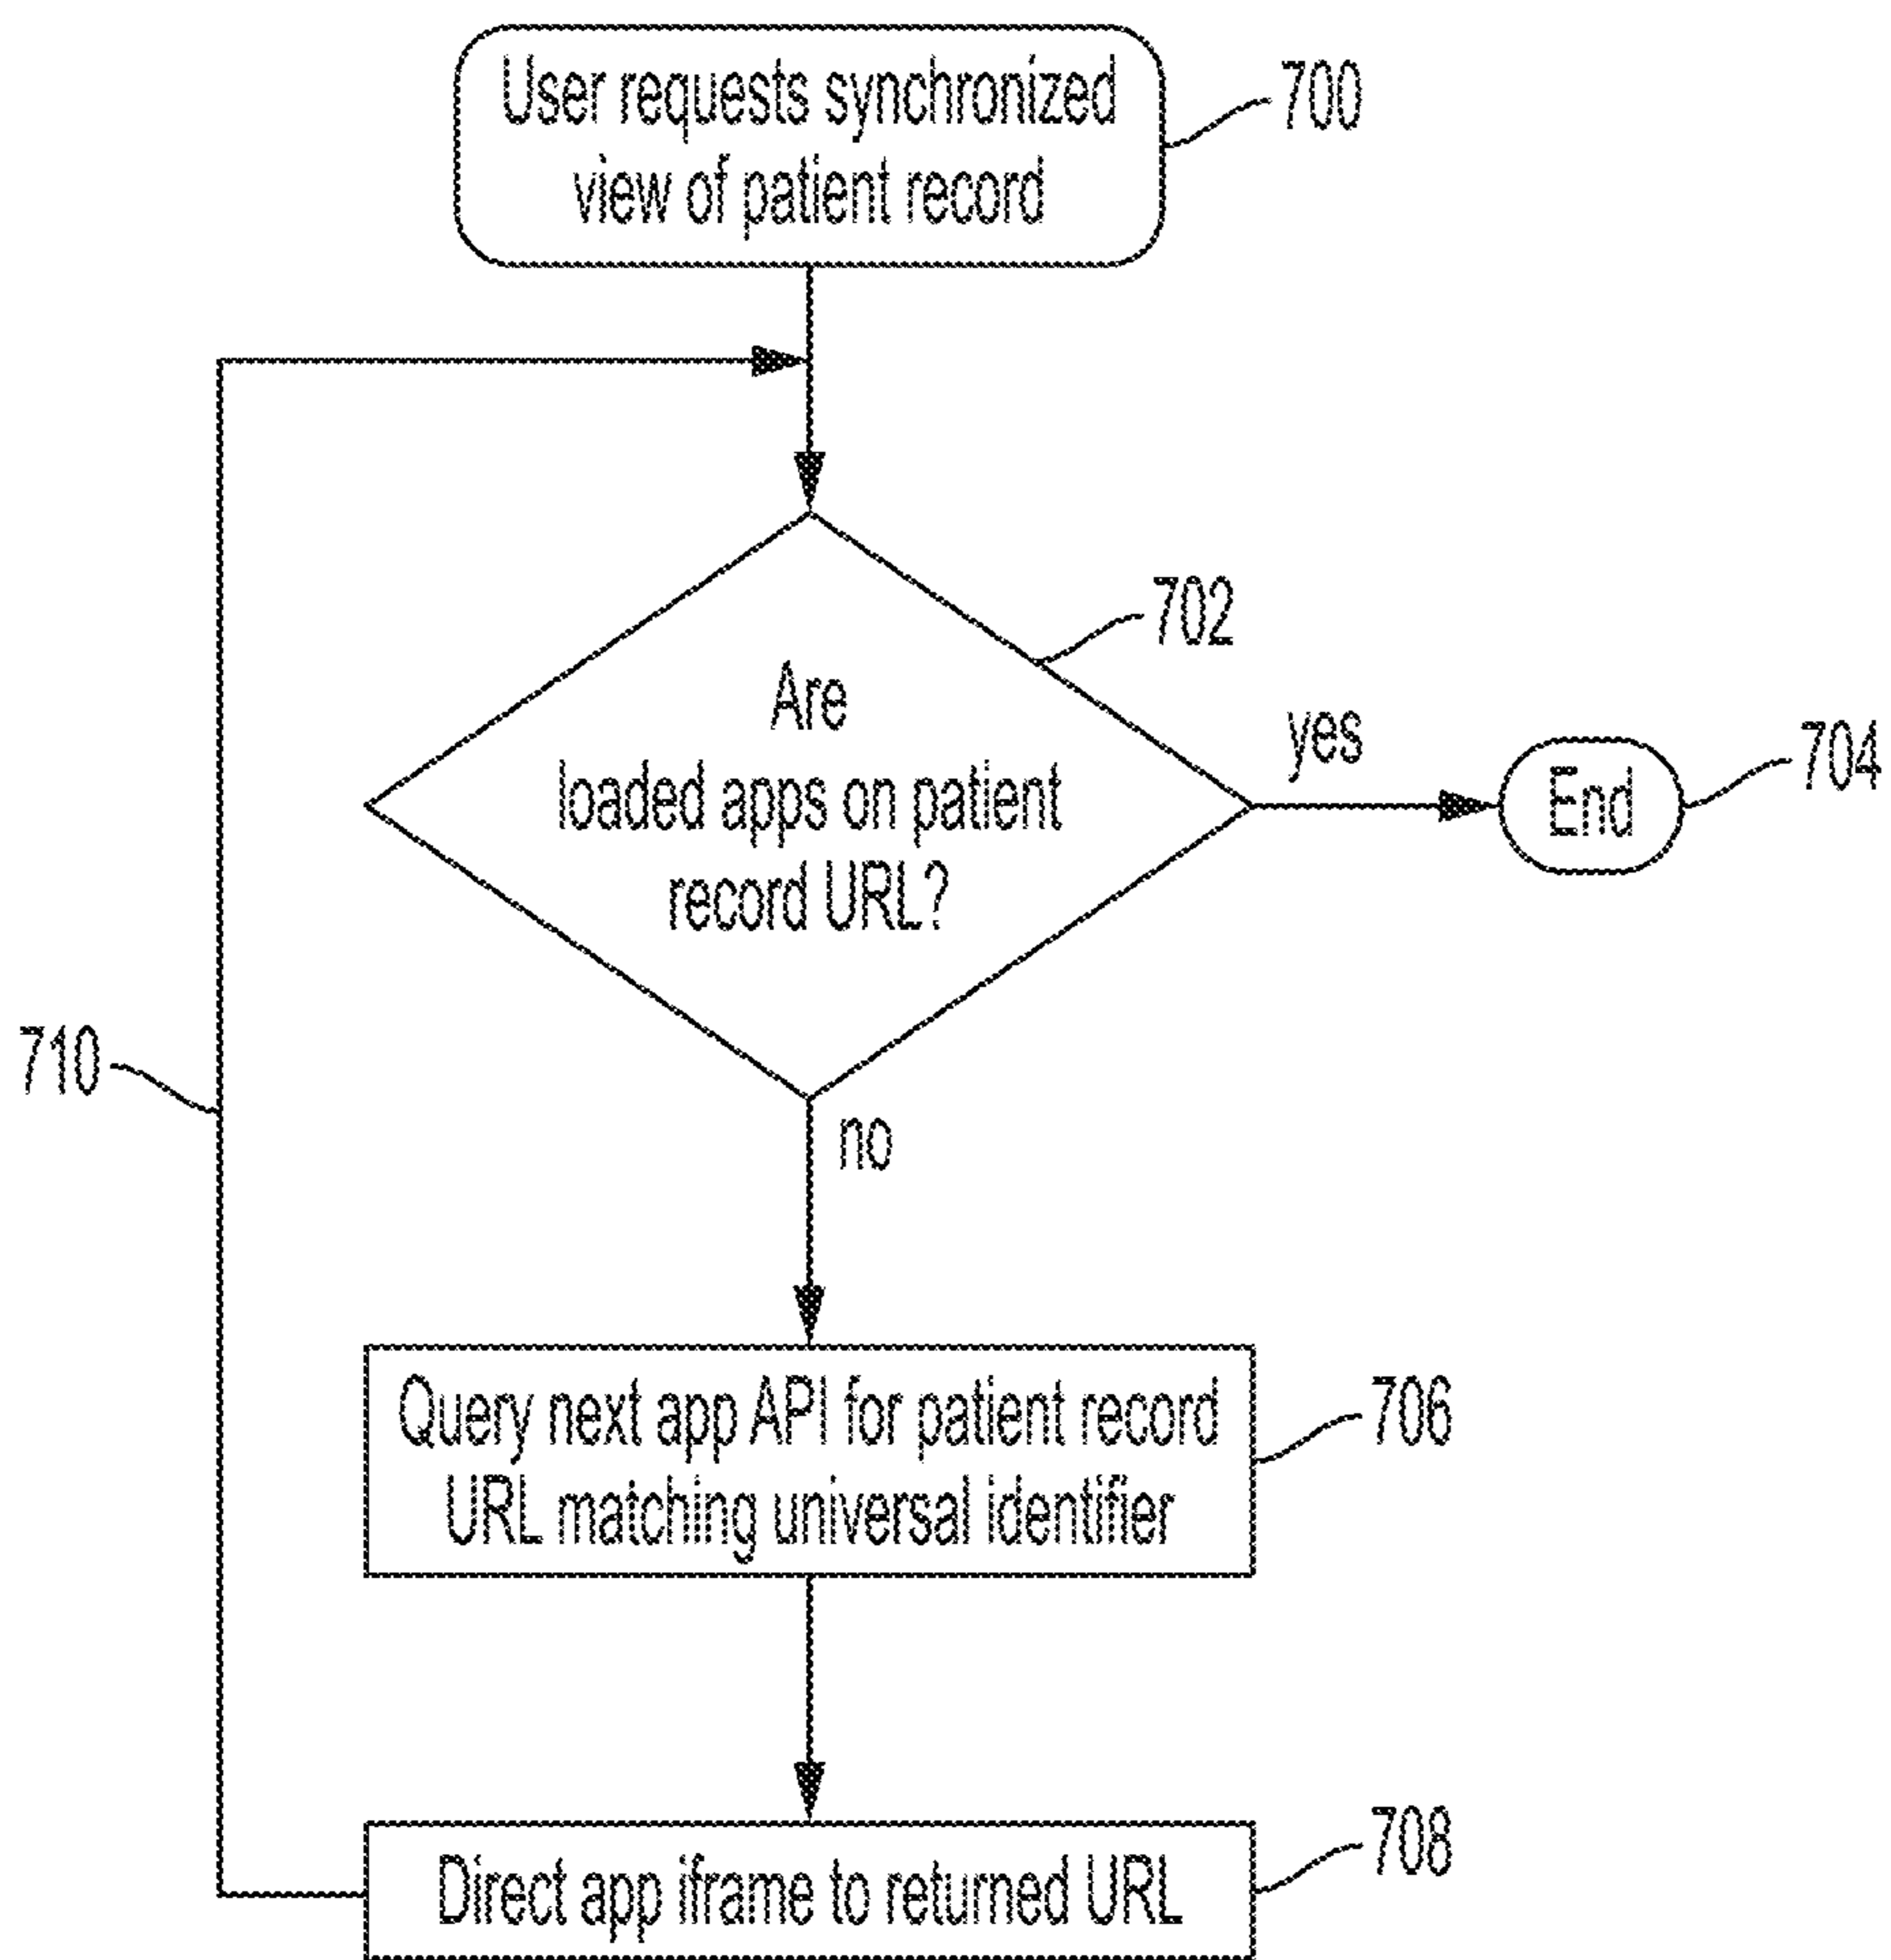 User requests synchronized
view of patient record
700
702
Are
loaded apps on patient
record URL?
yes
End
704
710
no
Query next app API for patient record
URL matching universal identifier
706
Direct app iframe to returned URL
708